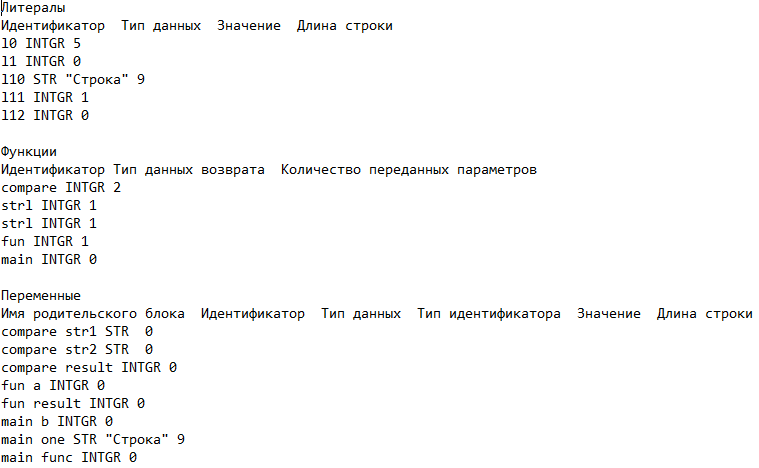 Литералы
Идентификатор  Тип данных  Значение  Длина строки
l0 INTGR 5
l1 INTGR 0
l10 STR "Строка" 9
l11 INTGR 1
l12 INTGR 0

Функции
Идентификатор Тип данных возврата  Количество переданных параметров
compare INTGR 2
strl INTGR 1
strl INTGR 1
fun INTGR 1
main INTGR 0

Переменные
Имя родительского блока  Идентификатор  Тип данных  Тип идентификатора  Значение  Длина строки
compare str1 STR  0
compare str2 STR  0
compare result INTGR 0
fun a INTGR 0
fun result INTGR 0
main b INTGR 0
main one STR "Строка" 9
main func INTGR 0